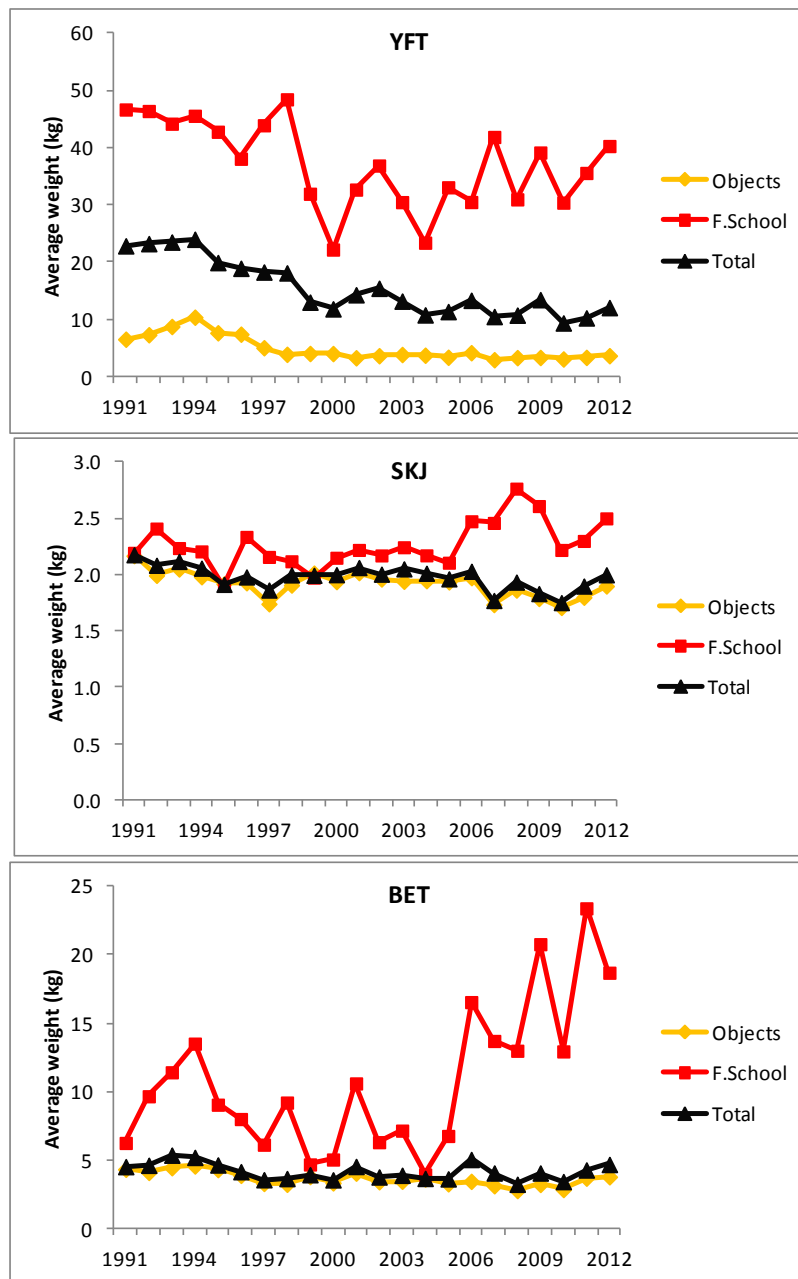 YFT
Average weight (kg)
60
50
40
30
20
10
0
1991 1994 1997 2000 2003 2006 2009 2012
Objects
F.School
Total
SKJ
Average weight (kg)
3.0
2.5
2.0
1.5
1.0
0.5
0.0
1991 1994 1997 2000 2003 2006 2009 2012
Objects
F.School
Total
BET
Average weight (kg)
25
20
15
10
5
0
1991 1994 1997 2000 2003 2006 2009 2012
Objects
F.School
Total